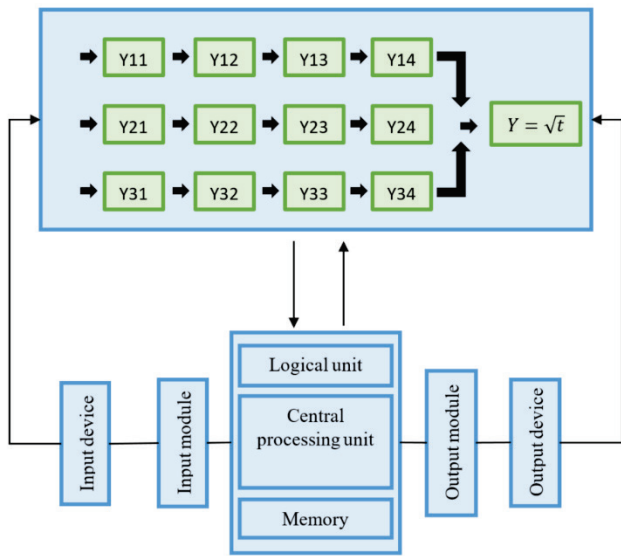 Y11
Y12
Y13
Y14
Y21
Y22
Y23
Y24
Y = √t
Y31
Y32
Y33
Y34
Logical unit
Central
processing unit
Memory
Input device
Input module
Output module
Output device